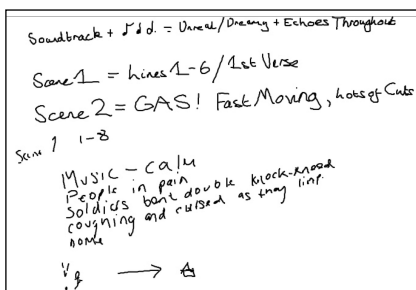 Soundtrack + = Unreal/Dreamy + Echoes Throughout
Scene 1 = Lines 1-6/1st Verse
Scene 2 = GAS! Fast Moving, Lots of Cuts
Scene 1 1-8
Music - calm
People in pain
Soldiers bent double knock-kneed
coughing and cursed as they limp
home